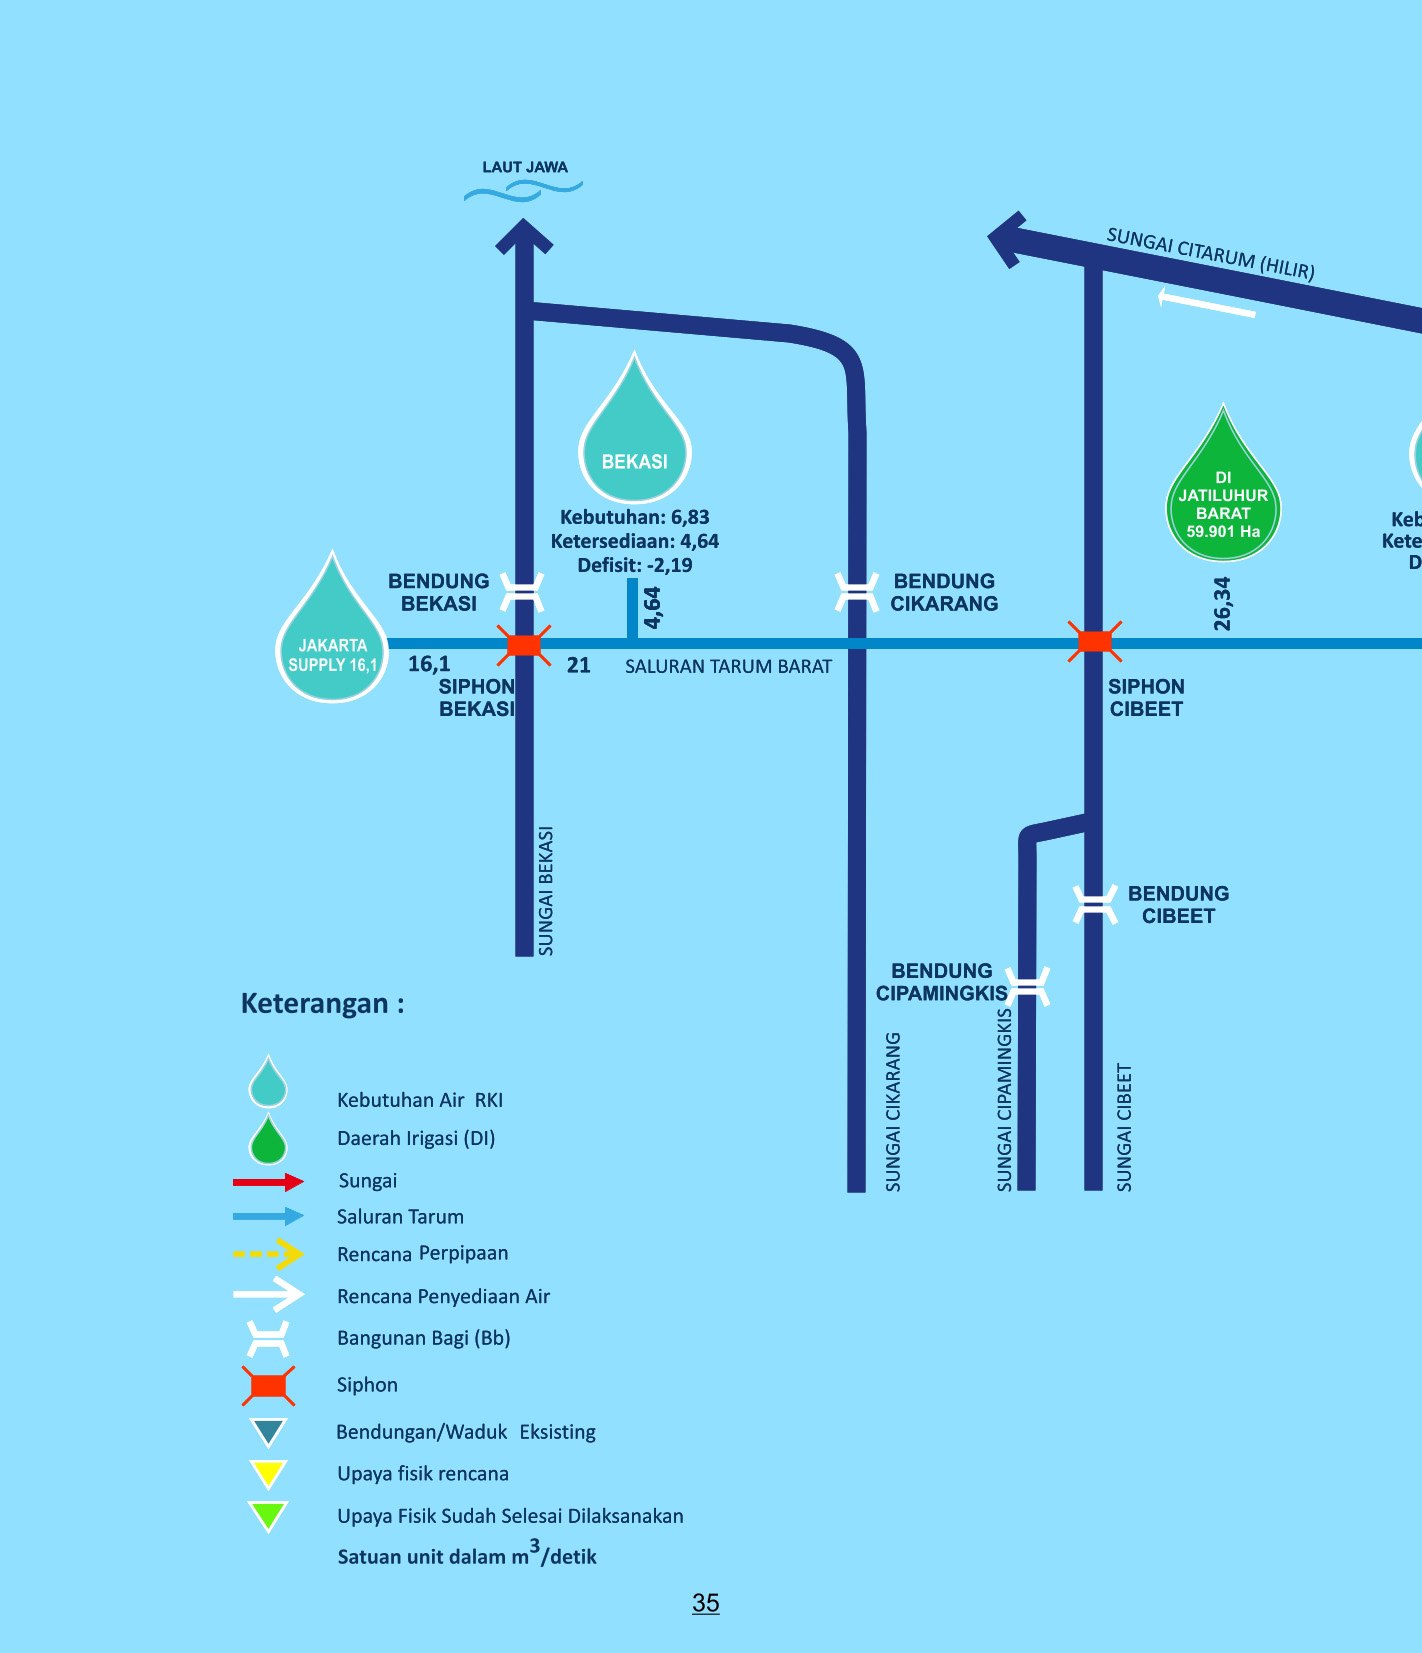 LAUT JAWA
SUNGAI CITARUM (HILIR)
BEKASI
Kebutuhan: 6,83
Ketersediaan: 4,64
Defisit: -2,19
4,64
DI
JATILUHUR
BARAT
59.901 Ha
26,34
BENDUNG
BEKASI
BENDUNG
CIKARANG
JAKARTA
SUPPLY 16,1
16,1
21
SALURAN TARUM BARAT
SIPHON
BEKASI
SIPHON
CIBEET
SUNGAI BEKASI
BENDUNG
CIBEET
BENDUNG
CIPAMINGKIS
SUNGAI CIKARANG
SUNGAI CIPAMINGKIS
SUNGAI CIBEET
Keterangan :
Kebutuhan Air RKI
Daerah Irigasi (DI)
Sungai
Saluran Tarum
Rencana Perpipaan
Rencana Penyediaan Air
Bangunan Bagi (Bb)
Siphon
Bendungan/Waduk Eksisting
Upaya fisik rencana
Upaya Fisik Sudah Selesai Dilaksanakan
Satuan unit dalam m³/detik
35